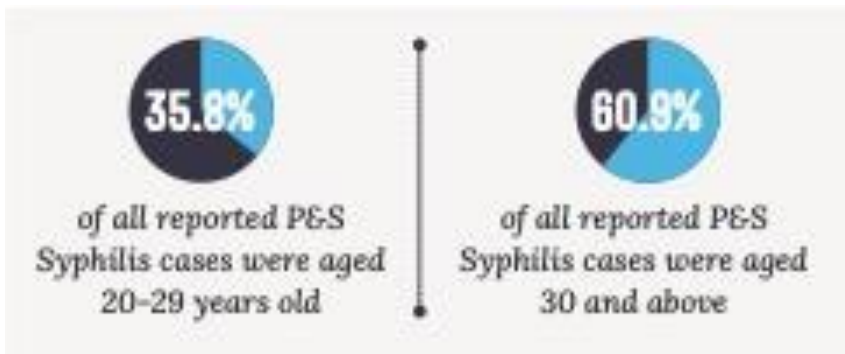 35.8%
of all reported P&S
Syphilis cases were aged
20-29 years old
60.9%
of all reported P&S
Syphilis cases were aged
30 and above